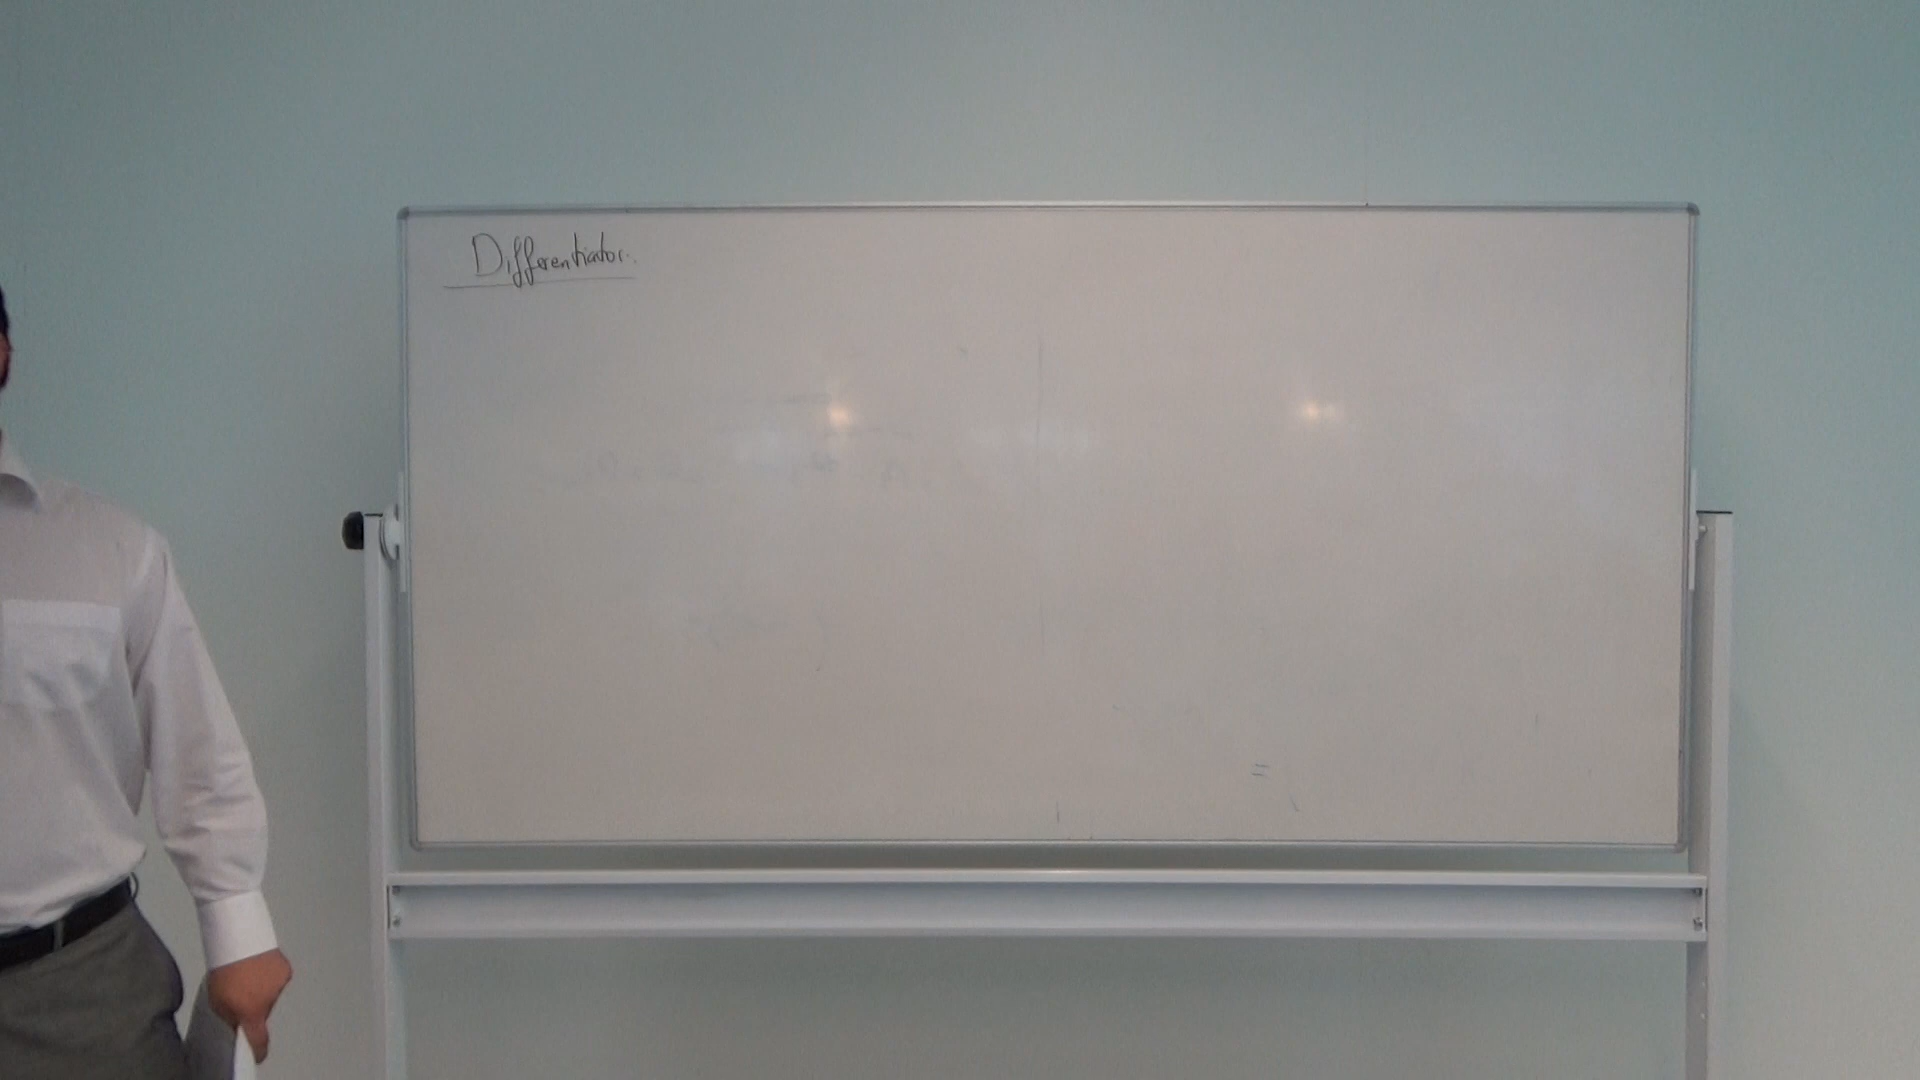 Differentiator.
=